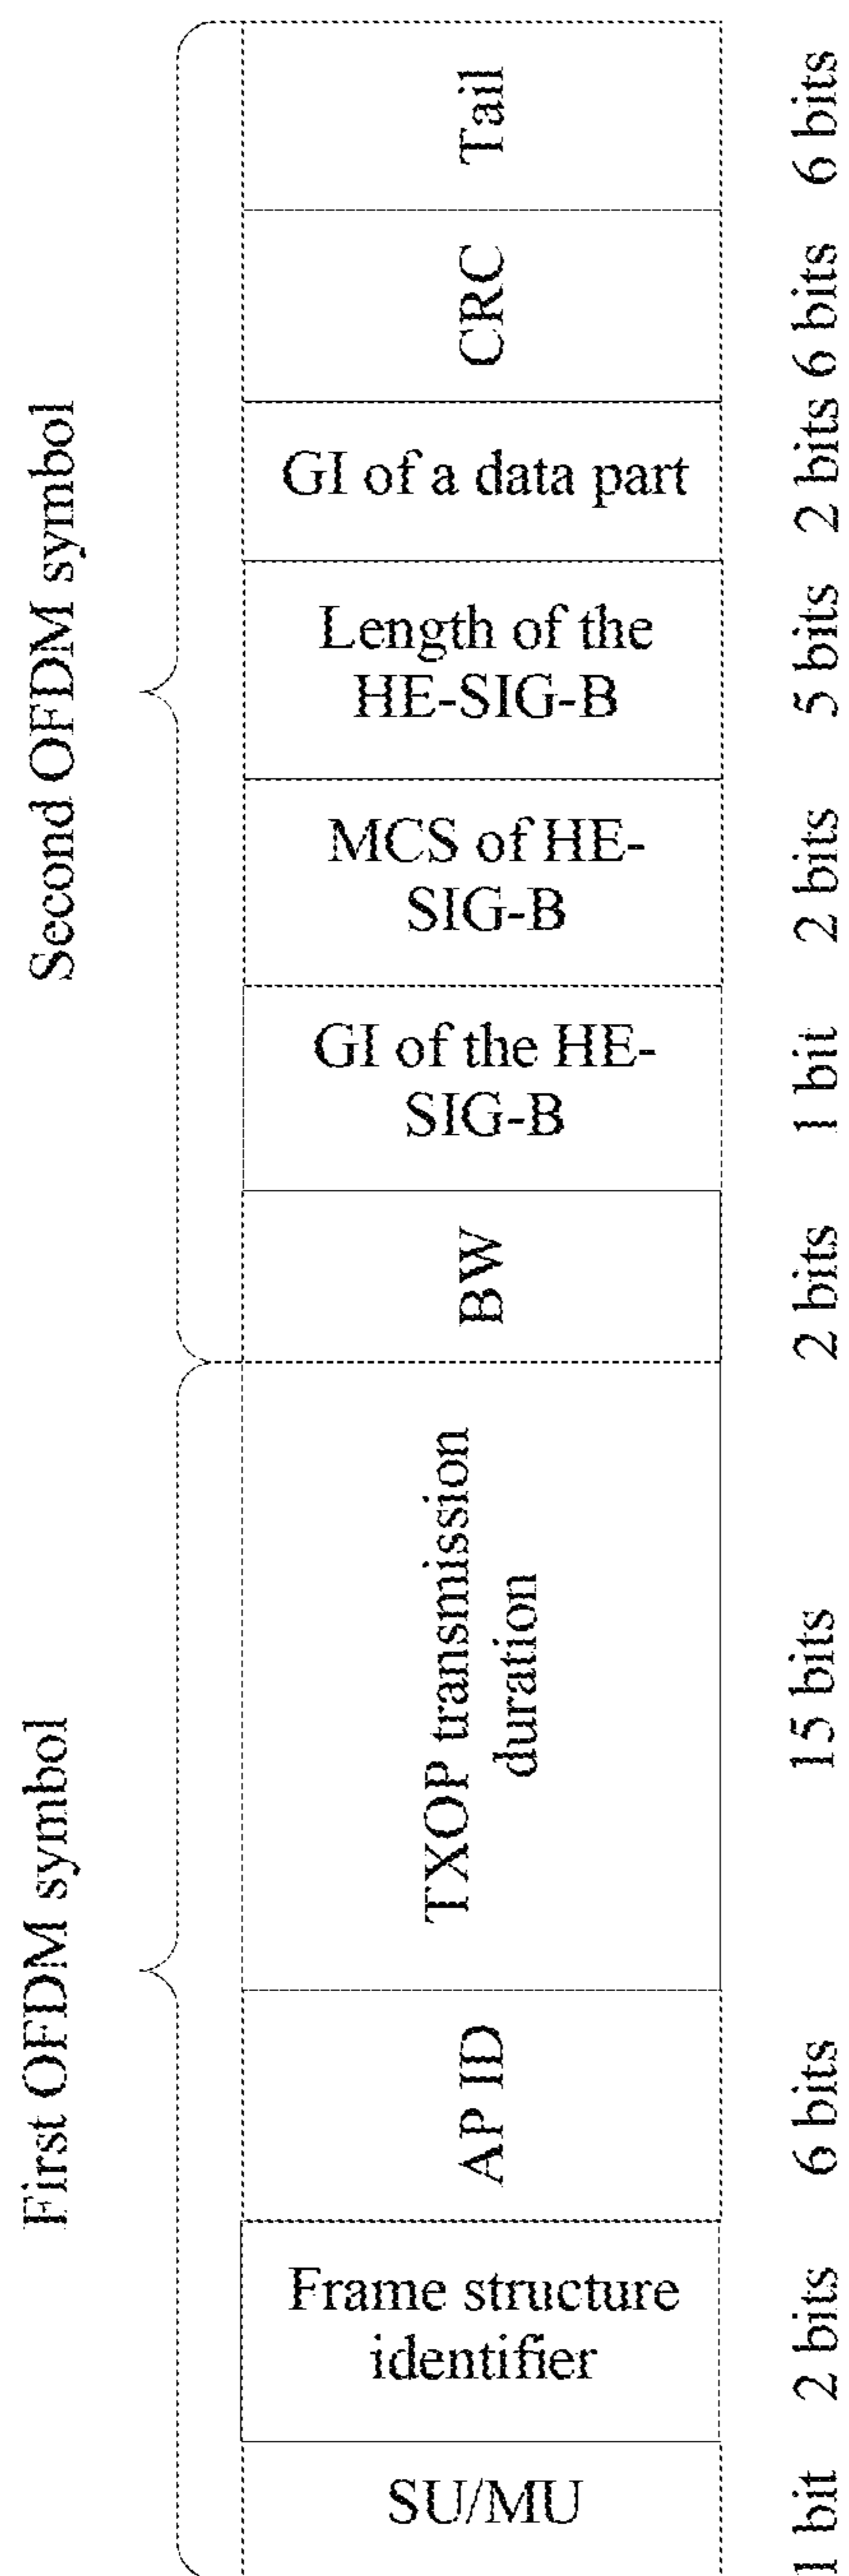 First OFDM symbol
Second OFDM symbol
SU/MU
Frame structure
identifier
AP ID
TXOP transmission
duration
BW
GI of the HE-
SIG-B
MCS of HE-
SIG-B
Length of the
HE-SIG-B
GI of a data part
CRC
Tail
1 bit
2 bits
6 bits
15 bits
2 bits
1 bit
2 bits
5 bits
2 bits
6 bits
6 bits